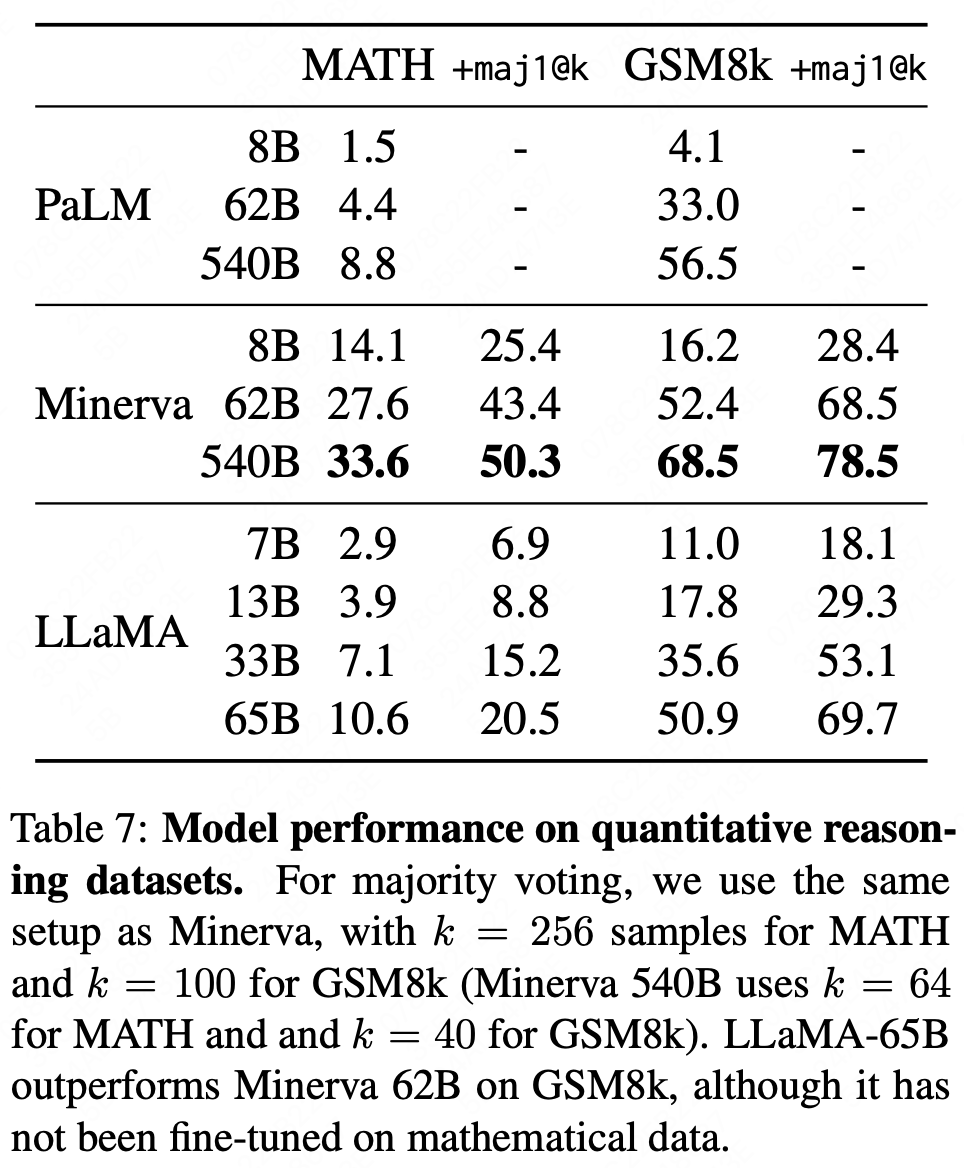 MATH +maj1@k GSM8k +maj1@k
8B 1.5 - 4.1 -
PaLM 62B 4.4 - 33.0 -
540B 8.8 - 56.5 -
8B 14.1 25.4 16.2 28.4
Minerva 62B 27.6 43.4 52.4 68.5
540B 33.6 50.3 68.5 78.5
7B 2.9 6.9 11.0 18.1
13B 3.9 8.8 17.8 29.3
LLaMA
33B 7.1 15.2 35.6 53.1
65B 10.6 20.5 50.9 69.7
Table 7: Model performance on quantitative reason-
ing datasets. For majority voting, we use the same
setup as Minerva, with k = 256 samples for MATH
and k = 100 for GSM8k (Minerva 540B uses k = 64
for MATH and and k = 40 for GSM8k). LLaMA-65B
outperforms Minerva 62B on GSM8k, although it has
not been fine-tuned on mathematical data.